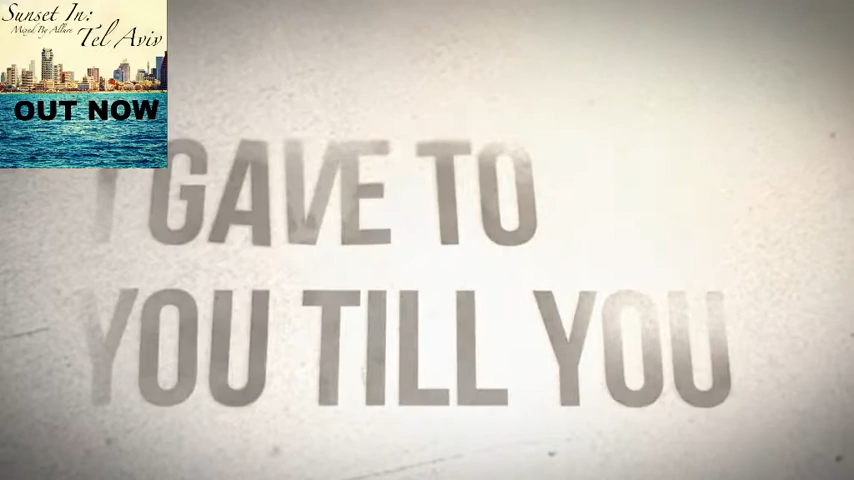 Sunset In:
Mixed By Allure
Tel Aviv
OUT NOW
I GAVE TO
YOU TILL YOU